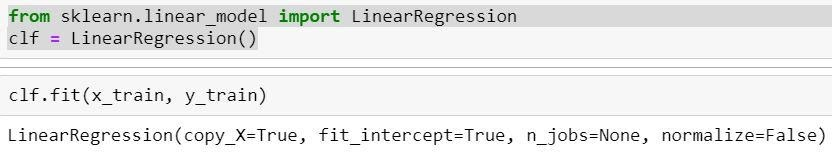 from sklearn.linear_model import LinearRegression
clf = LinearRegression()
clf.fit(x_train, y_train)
LinearRegression(copy_X=True, fit_intercept=True, n_jobs=None, normalize=False)